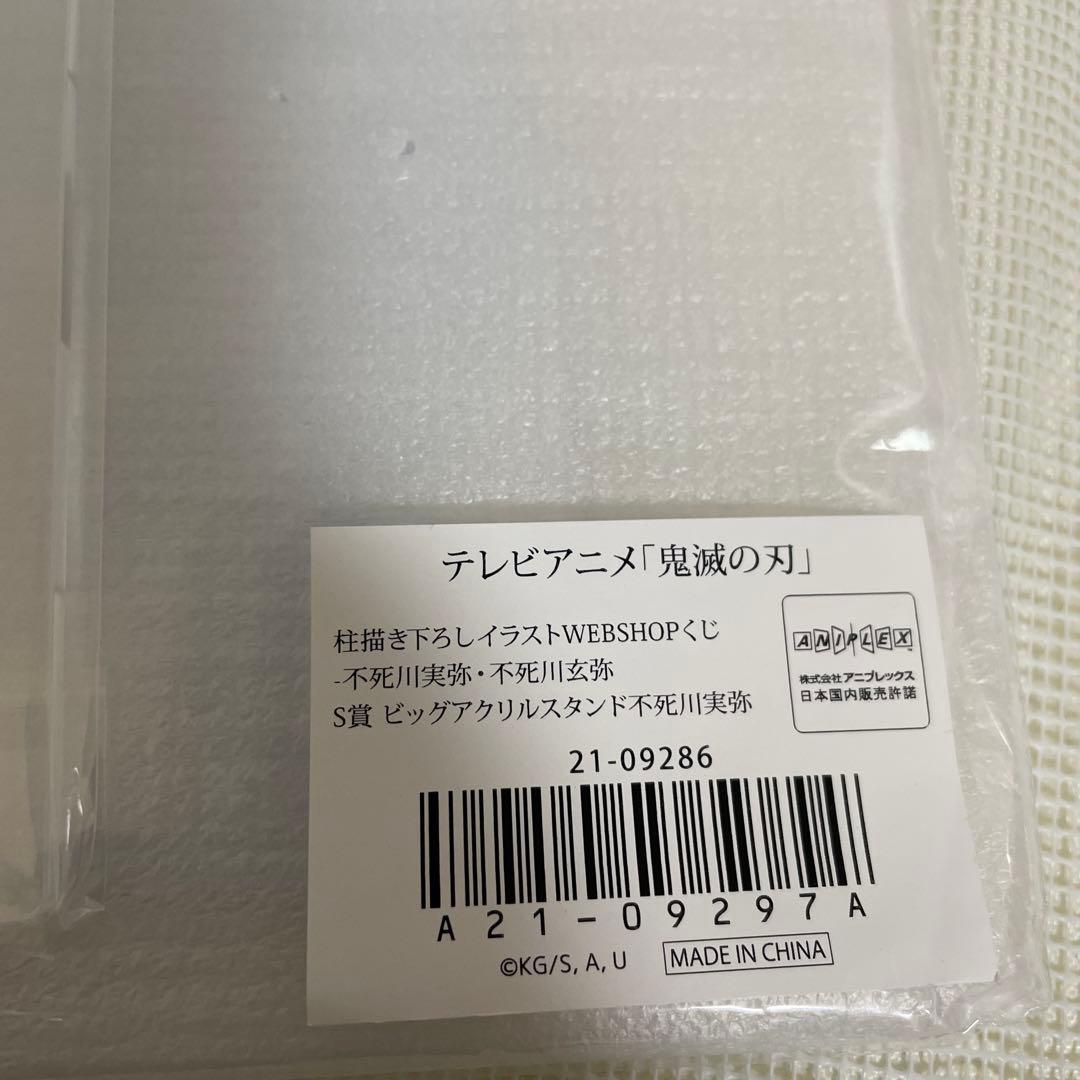 テレビアニメ「鬼滅の刃」
柱描き下ろしイラストWEBSHOPくじ
-不死川実弥・不死川玄弥
S賞 ビッグアクリルスタンド不死川実弥
ANIPLEX™
株式会社アニプレックス
日本国内販売許諾
21-09286
A21-09297A
©KG/S, A, U
MADE IN CHINA